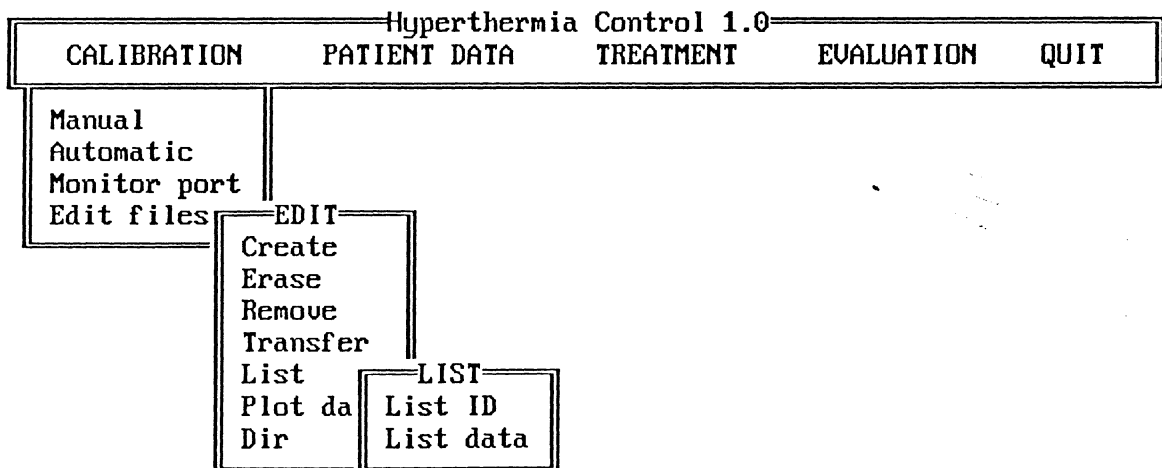 Hyperthermia Control 1.0
CALIBRATION PATIENT DATA TREATMENT EVALUATION QUIT
Manual
Automatic
Monitor port
Edit files
EDIT
Create
Erase
Remove
Transfer
List
Plot da
Dir
LIST
List ID
List data